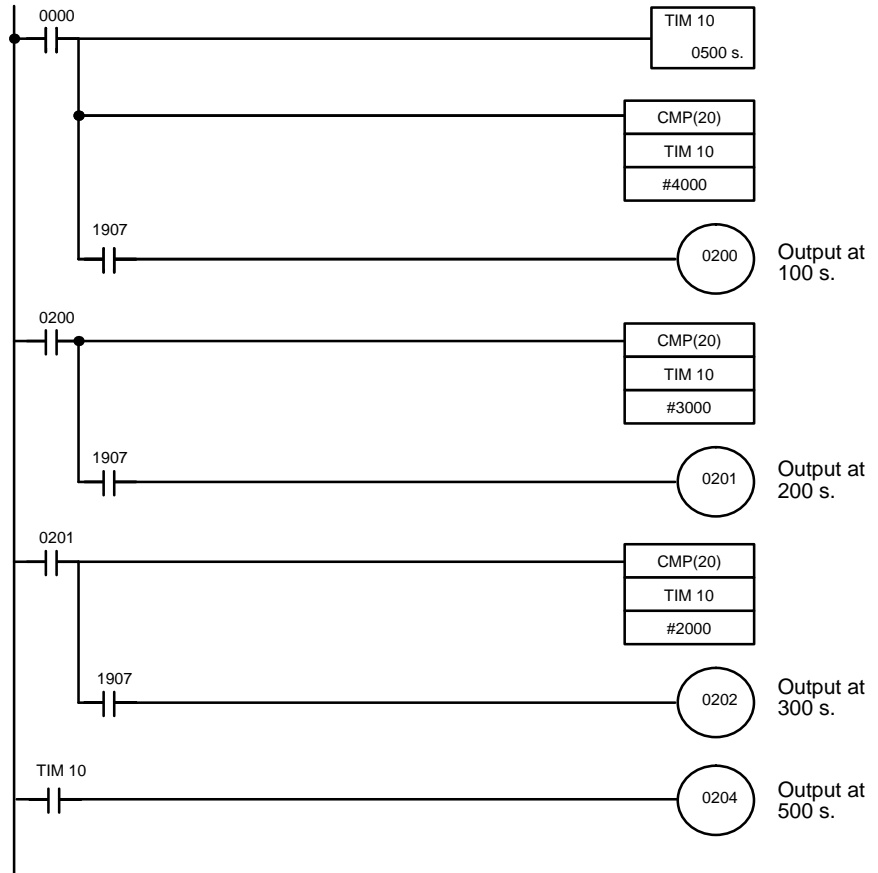 0000
TIM 10
0500 s.
CMP(20)
TIM 10
#4000
1907
0200
Output at
100 s.
0200
CMP(20)
TIM 10
#3000
1907
0201
Output at
200 s.
0201
CMP(20)
TIM 10
#2000
1907
0202
Output at
300 s.
TIM 10
0204
Output at
500 s.